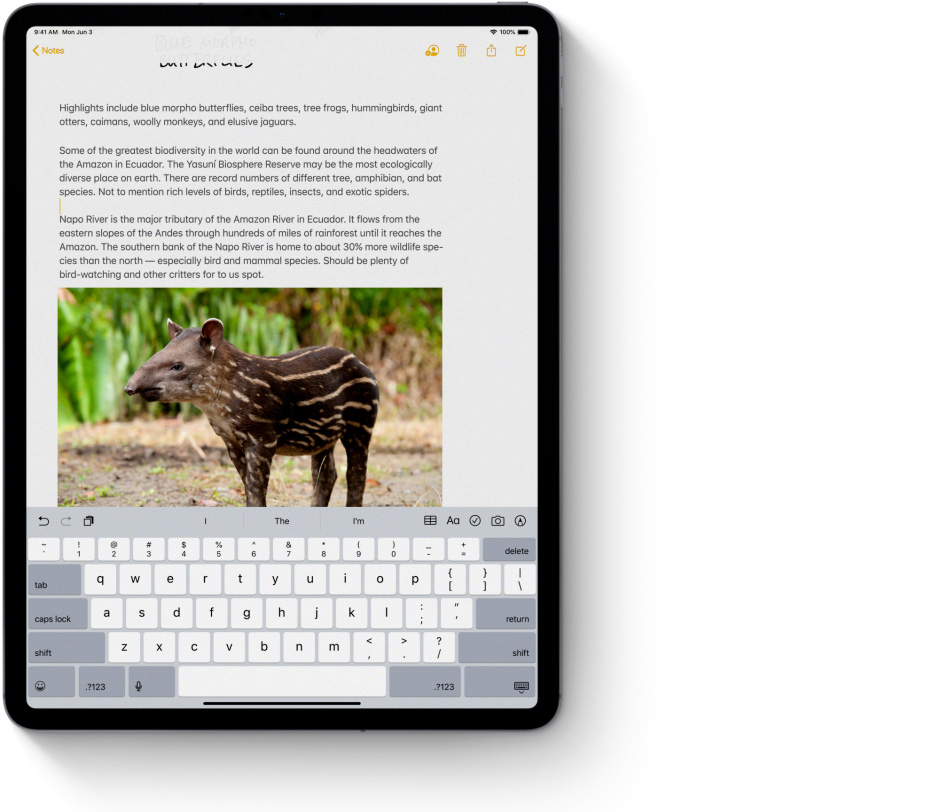 9:41 AM Mon Jun 3
100%
Notes
BLUE MORPHO
BUTTERFLIES
Highlights include blue morpho butterflies, ceiba trees, tree frogs, hummingbirds, giant
otters, caimans, woolly monkeys, and elusive jaguars.
Some of the greatest biodiversity in the world can be found around the headwaters of
the Amazon in Ecuador. The Yasuní Biosphere Reserve may be the most ecologically
diverse place on earth. There are record numbers of different tree, amphibian, and bat
species. Not to mention rich levels of birds, reptiles, insects, and exotic spiders.
Napo River is the major tributary of the Amazon River in Ecuador. It flows from the
eastern slopes of the Andes through hundreds of miles of rainforest until it reaches the
Amazon. The southern bank of the Napo River is home to about 30% more wildlife spe-
cies than the north — especially bird and mammal species. Should be plenty of
bird-watching and other critters for to us spot.
I The I'm
Aa
~ ! @ # $ % ^ & * ( ) _ +
` 1 2 3 4 5 6 7 8 9 0 - = delete
tab q w e r t y u i o p { [ } ] | \
caps lock a s d f g h j k l : ; " ' return
shift z x c v b n m < , > . ? / shift
.?123 .?123